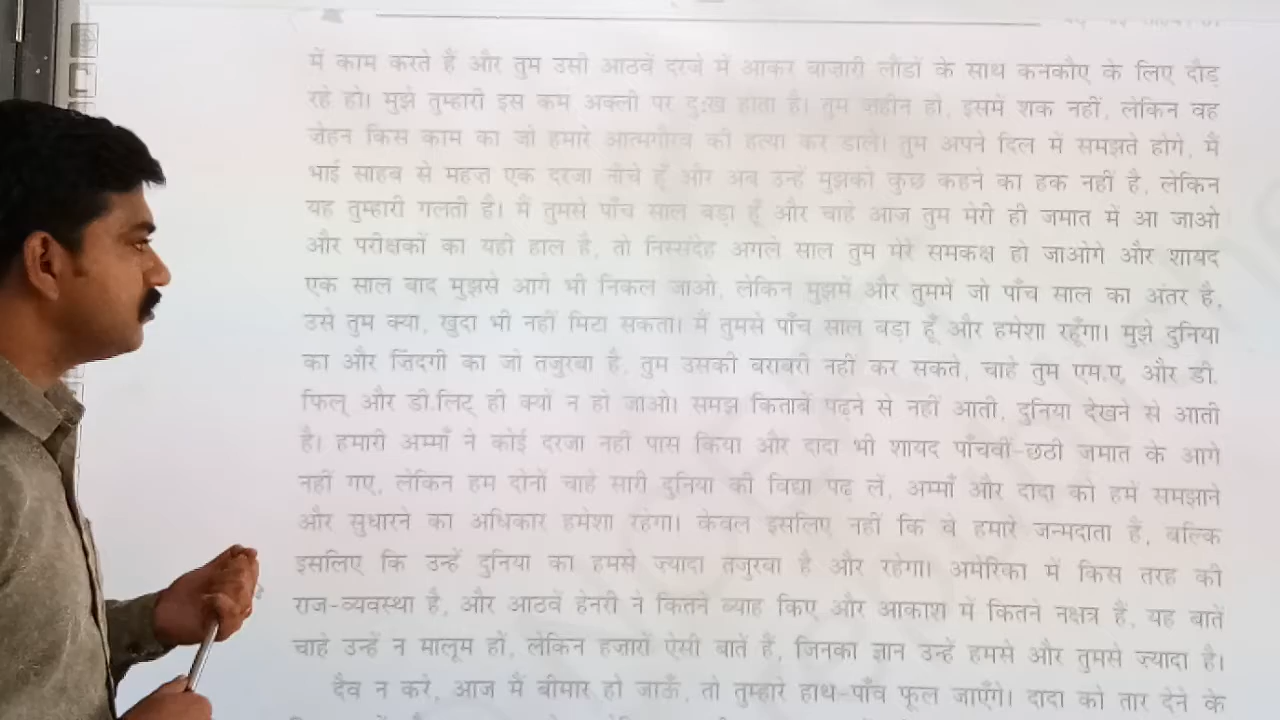 में काम करते हैं और तुम उसी आठवें दरजे में आकर बाज़ारी लौंडों के साथ कनकौए के लिए दौड़
रहे हो। मुझे तुम्हारी इस कम अक्ली पर दुःख होता है। तुम ज़हीन हो, इसमें शक नहीं, लेकिन वह
ज़ेहन किस काम का जो हमारे आत्मगौरव की हत्या कर डाले। तुम अपने दिल में समझते होगे, मैं
भाई साहब से महज़ एक दरजा नीचे हूँ और अब उन्हें मुझको कुछ कहने का हक नहीं है, लेकिन
यह तुम्हारी गलती है। मैं तुमसे पाँच साल बड़ा हूँ और चाहे आज तुम मेरी ही जमात में आ जाओ
और परीक्षकों का यही हाल है, तो निस्संदेह अगले साल तुम मेरे समकक्ष हो जाओगे और शायद
एक साल बाद मुझसे आगे भी निकल जाओ, लेकिन मुझमें और तुममें जो पाँच साल का अंतर है,
उसे तुम क्या, खुदा भी नहीं मिटा सकता। मैं तुमसे पाँच साल बड़ा हूँ और हमेशा रहूँगा। मुझे दुनिया
का और ज़िंदगी का जो तजुरबा है, तुम उसकी बराबरी नहीं कर सकते, चाहे तुम एम.ए. और डी.
फिल् और डी.लिट् ही क्यों न हो जाओ। समझ किताबें पढ़ने से नहीं आती, दुनिया देखने से आती
है। हमारी अम्माँ ने कोई दरजा नहीं पास किया और दादा भी शायद पाँचवीं-छठी जमात के आगे
नहीं गए, लेकिन हम दोनों चाहे सारी दुनिया की विद्या पढ़ लें, अम्माँ और दादा को हमें समझाने
और सुधारने का अधिकार हमेशा रहेगा। केवल इसलिए नहीं कि वे हमारे जन्मदाता हैं, बल्कि
इसलिए कि उन्हें दुनिया का हमसे ज़्यादा तजुरबा है और रहेगा। अमेरिका में किस तरह की
राज-व्यवस्था है, और आठवें हेनरी ने कितने ब्याह किए और आकाश में कितने नक्षत्र हैं, यह बातें
चाहे उन्हें न मालूम हों, लेकिन हज़ारों ऐसी बातें हैं, जिनका ज्ञान उन्हें हमसे और तुमसे ज़्यादा है।
दैव न करे, आज मैं बीमार हो जाऊँ, तो तुम्हारे हाथ-पाँव फूल जाएँगे। दादा को तार देने के